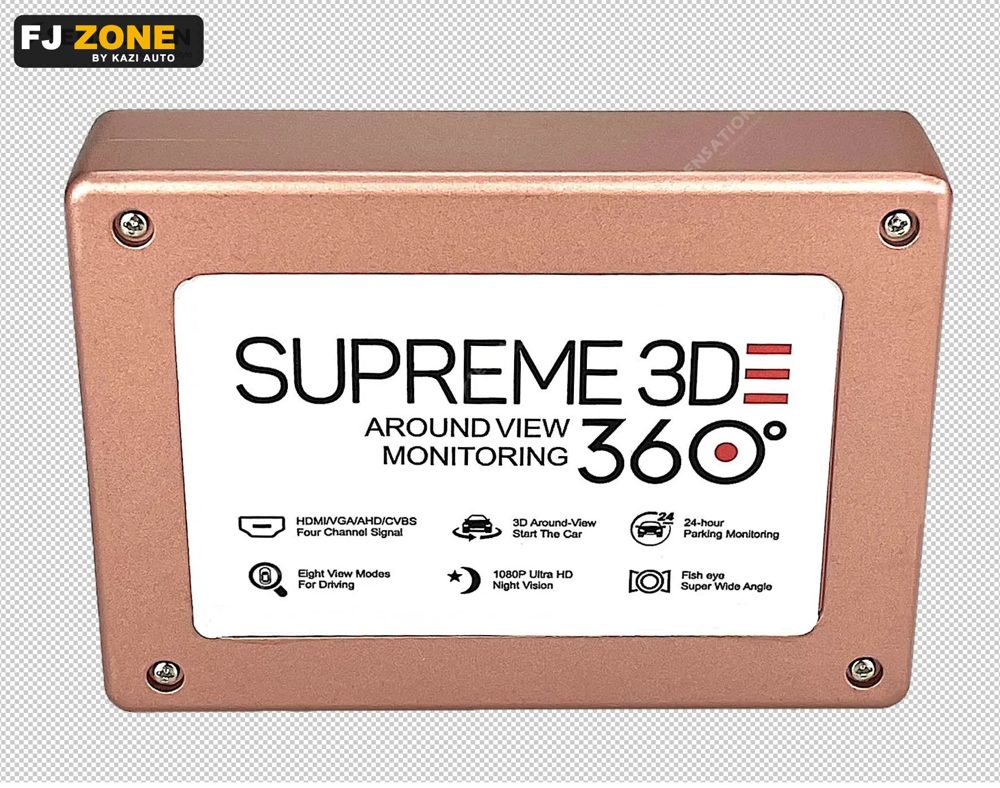 FJ ZONE
BY KAZI AUTO
SUPREME 3D
AROUND VIEW
MONITORING 360°
HDMI/VGA/AHD/CVBS
Four Channel Signal
3D Around-View
Start The Car
24
24-hour
Parking Monitoring
Eight View Modes
For Driving
1080P Ultra HD
Night Vision
Fish eye
Super Wide Angle